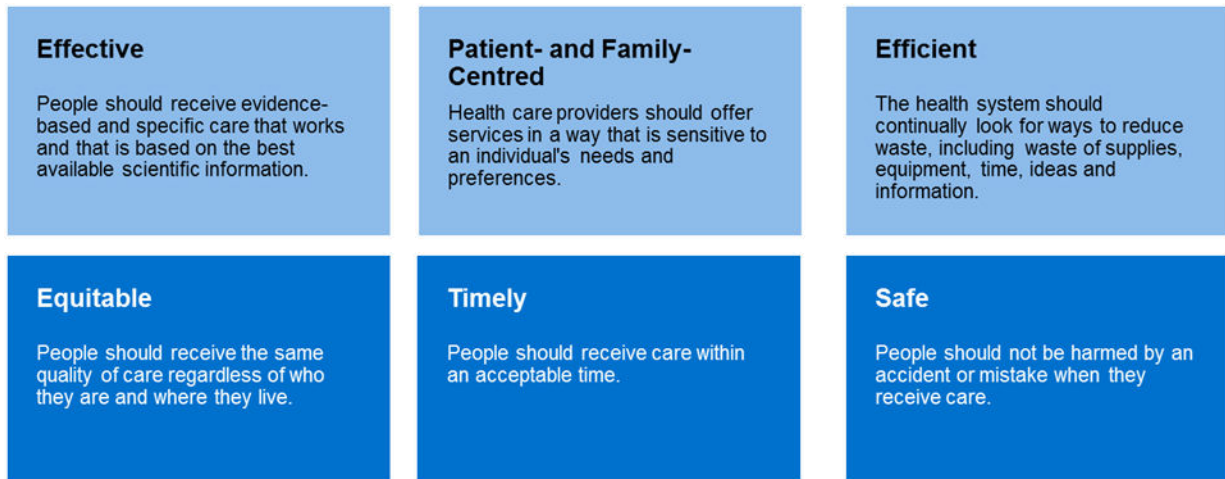 Effective
People should receive evidence-
based and specific care that works
and that is based on the best
available scientific information.
Patient- and Family-
Centred
Health care providers should offer
services in a way that is sensitive to
an individual's needs and
preferences.
Efficient
The health system should
continually look for ways to reduce
waste, including waste of supplies,
equipment, time, ideas and
information.
Equitable
People should receive the same
quality of care regardless of who
they are and where they live.
Timely
People should receive care within
an acceptable time.
Safe
People should not be harmed by an
accident or mistake when they
receive care.